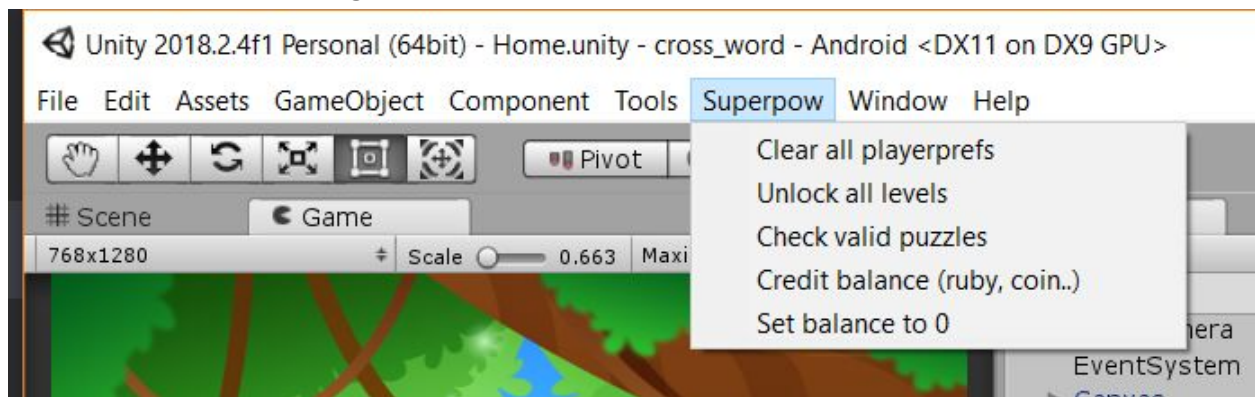 Unity 2018.2.4f1 Personal (64bit) - Home.unity - cross_word - Android <DX11 on DX9 GPU>
File Edit Assets GameObject Component Tools Superpow Window Help
Pivot
Clear all playerprefs
Unlock all levels
Check valid puzzles
Credit balance (ruby, coin..)
Set balance to 0
Scene Game
768x1280 Scale 0.663 Maxi
era
EventSystem